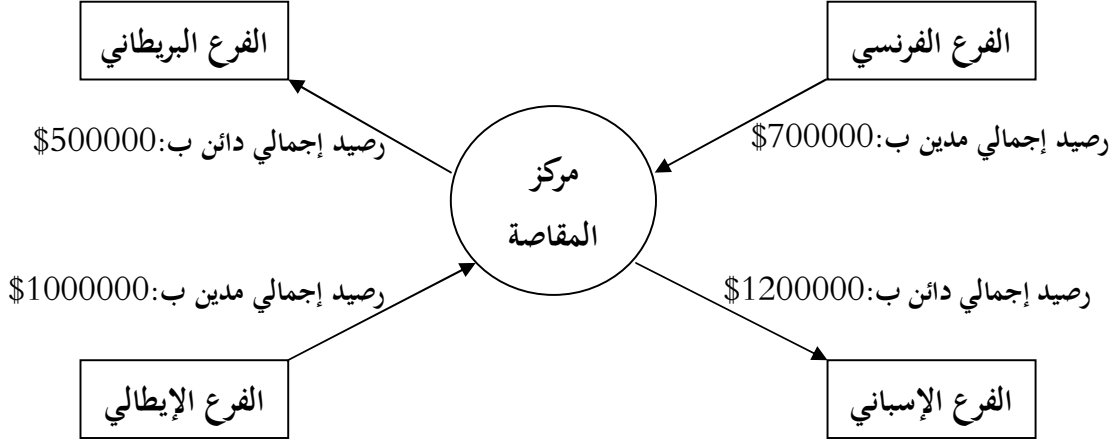 الفرع الفرنسي
الفرع البريطاني
رصيد إجمالي مدين ب:700000$
رصيد إجمالي دائن ب:500000$
مركز
المقاصة
رصيد إجمالي دائن ب:1200000$
رصيد إجمالي مدين ب:1000000$
الفرع الإسباني
الفرع الإيطالي